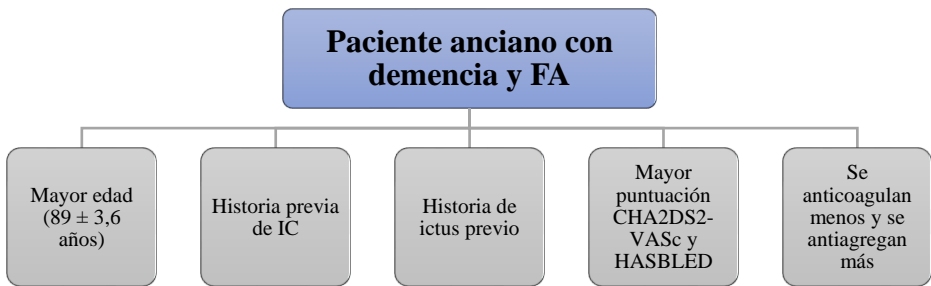 Paciente anciano con
demencia y FA
Mayor edad
(89 ± 3,6
años)
Historia previa
de IC
Historia de
ictus previo
Mayor
puntuación
CHA2DS2-
VASc y
HASBLED
Se
anticoagulan
menos y se
antiagregan
más